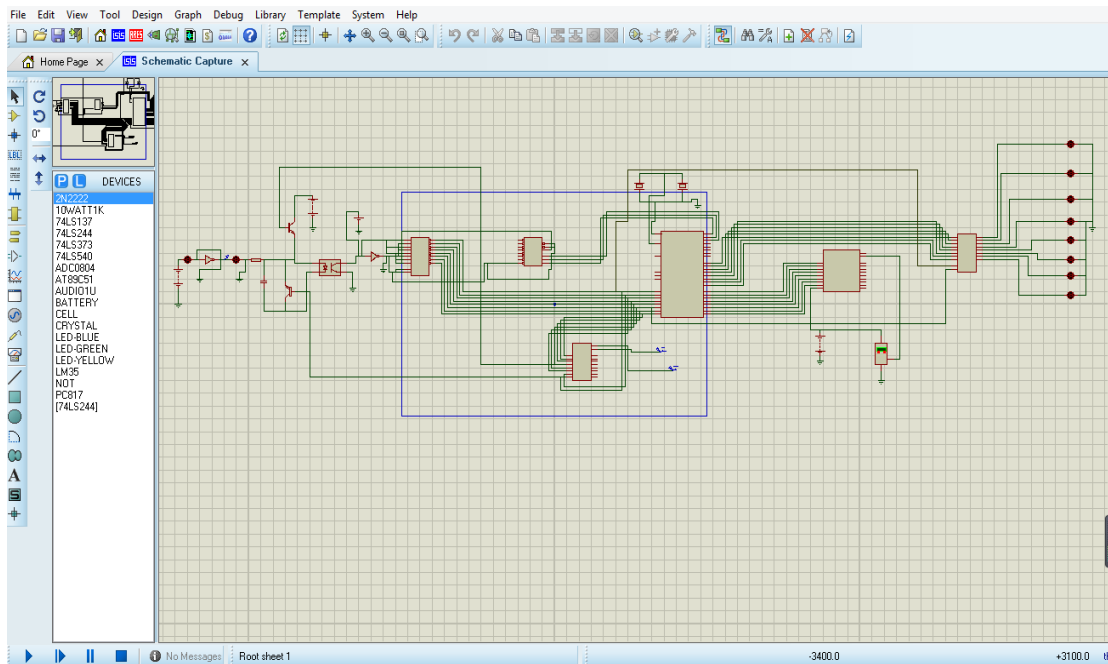 File Edit View Tool Design Graph Debug Library Template System Help
Home Page
Schematic Capture
0°
LBL
P L DEVICES
2N2222
10WATT1K
74LS137
74LS244
74LS373
74LS540
ADC0804
AT89C51
AUDIO1U
BATTERY
CELL
CRYSTAL
LED-BLUE
LED-GREEN
LED-YELLOW
LM35
NOT
PC817
[74LS244]
A
S
No Messages
Root sheet 1
-3400.0
+3100.0